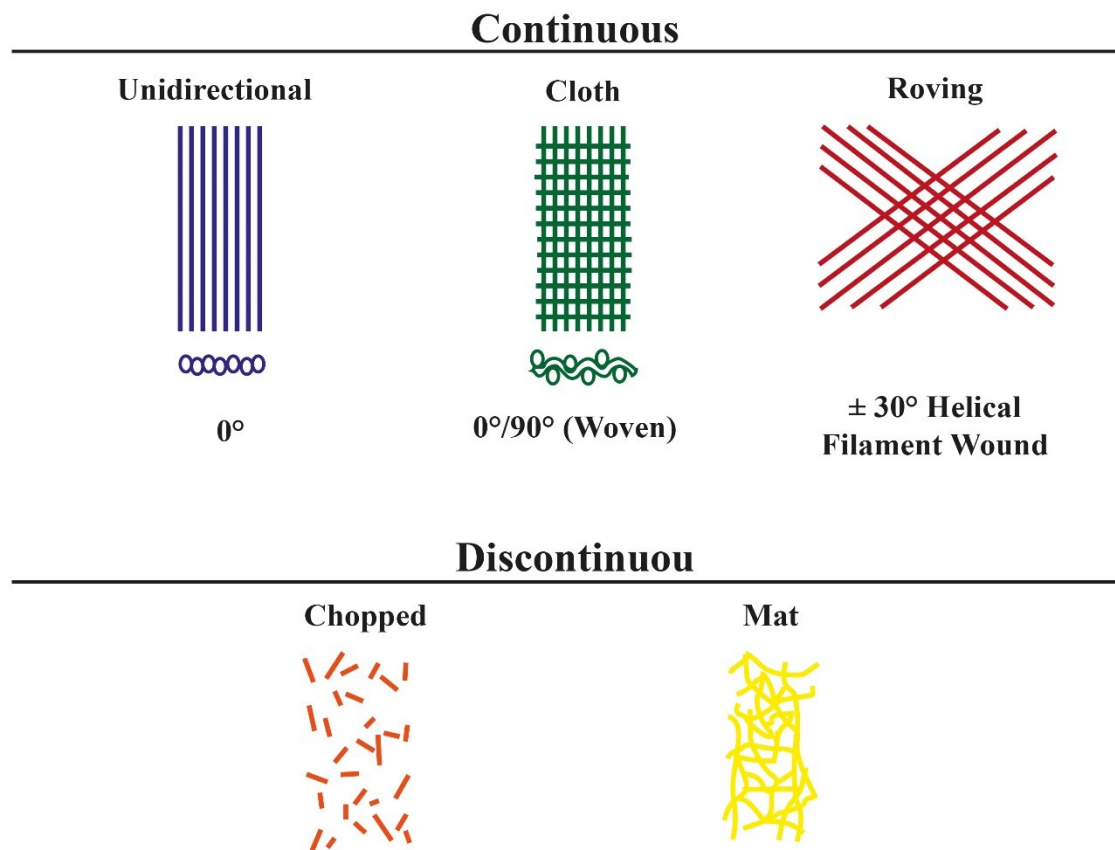 Continuous
Unidirectional
Cloth
Roving
0°
0°/90° (Woven)
± 30° Helical
Filament Wound
Discontinuou
Chopped
Mat